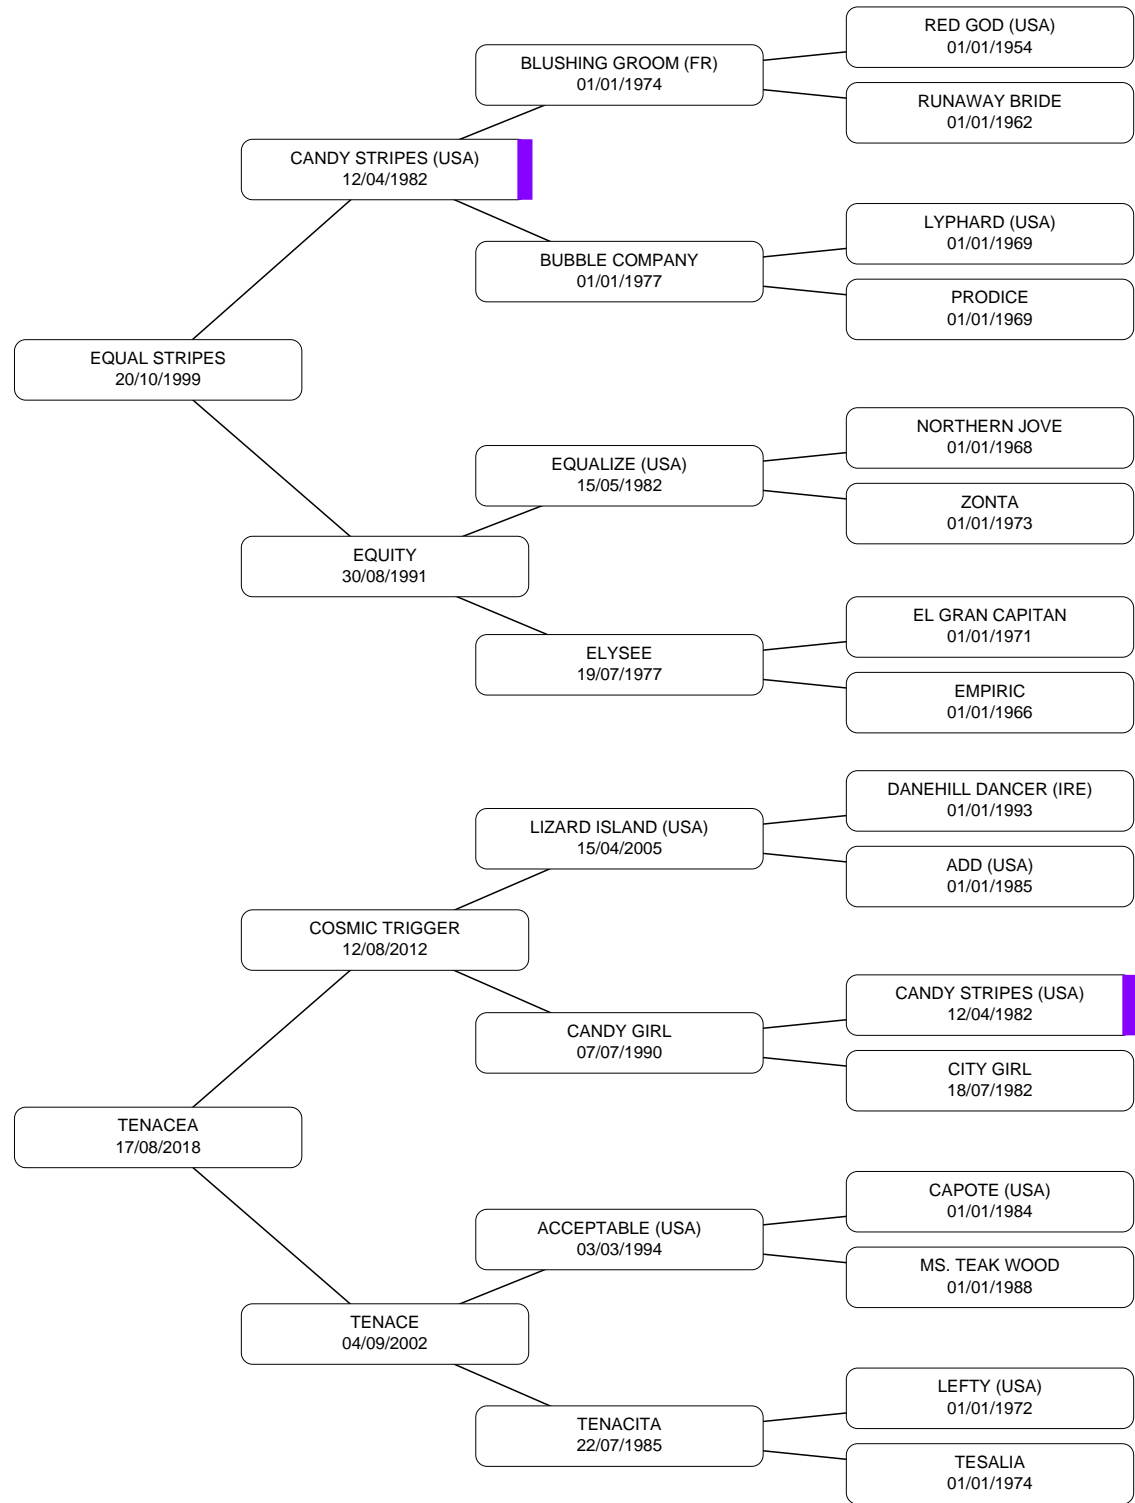 RED GOD (USA)
01/01/1954
BLUSHING GROOM (FR)
01/01/1974
RUNAWAY BRIDE
01/01/1962
CANDY STRIPES (USA)
12/04/1982
LYPHARD (USA)
01/01/1969
BUBBLE COMPANY
01/01/1977
PRODICE
01/01/1969
EQUAL STRIPES
20/10/1999
NORTHERN JOVE
01/01/1968
EQUALIZE (USA)
15/05/1982
ZONTA
01/01/1973
EQUITY
30/08/1991
EL GRAN CAPITAN
01/01/1971
ELYSEE
19/07/1977
EMPIRIC
01/01/1966
DANEHILL DANCER (IRE)
01/01/1993
LIZARD ISLAND (USA)
15/04/2005
ADD (USA)
01/01/1985
COSMIC TRIGGER
12/08/2012
CANDY STRIPES (USA)
12/04/1982
CANDY GIRL
07/07/1990
CITY GIRL
18/07/1982
TENACEA
17/08/2018
CAPOTE (USA)
01/01/1984
ACCEPTABLE (USA)
03/03/1994
MS. TEAK WOOD
01/01/1988
TENACE
04/09/2002
LEFTY (USA)
01/01/1972
TENACITA
22/07/1985
TESALIA
01/01/1974